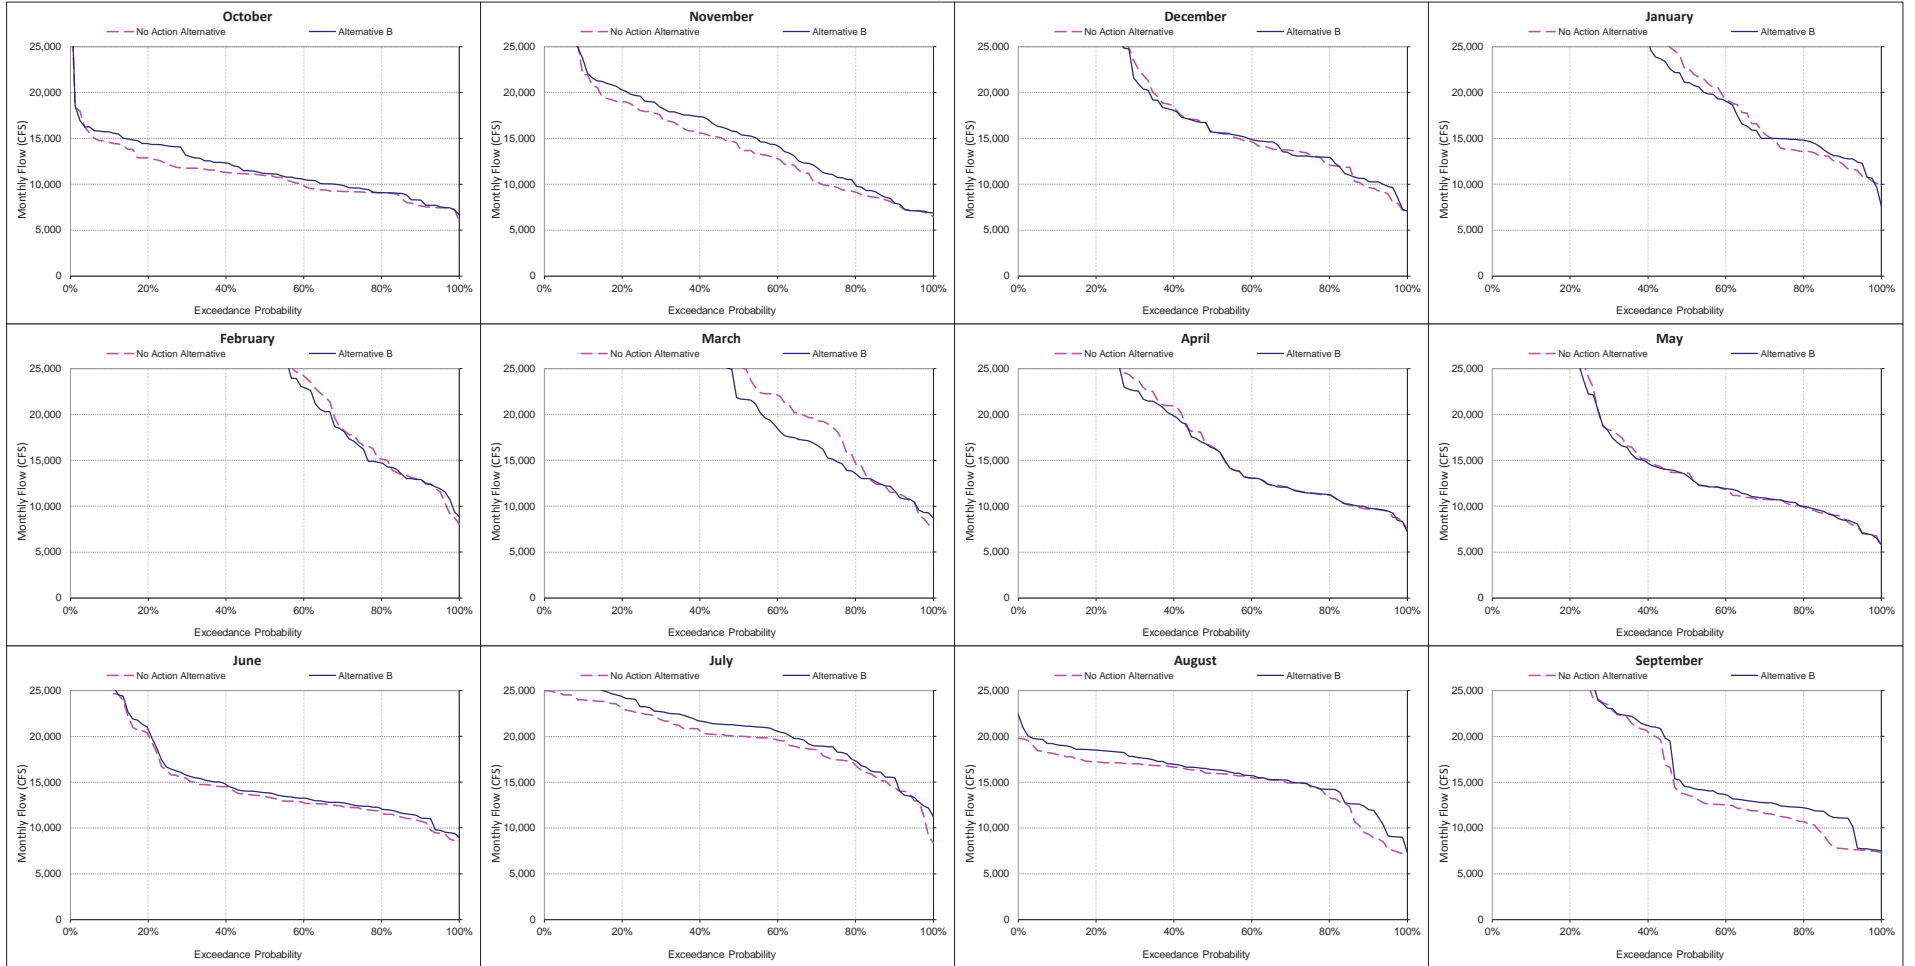 October
No Action Alternative Alternative B
Monthly Flow (CFS)
25,000
20,000
15,000
10,000
5,000
0
0% 20% 40% 60% 80% 100%
Exceedance Probability
November
No Action Alternative Alternative B
Monthly Flow (CFS)
25,000
20,000
15,000
10,000
5,000
0
0% 20% 40% 60% 80% 100%
Exceedance Probability
December
No Action Alternative Alternative B
Monthly Flow (CFS)
25,000
20,000
15,000
10,000
5,000
0
0% 20% 40% 60% 80% 100%
Exceedance Probability
January
No Action Alternative Alternative B
Monthly Flow (CFS)
25,000
20,000
15,000
10,000
5,000
0
0% 20% 40% 60% 80% 100%
Exceedance Probability
February
No Action Alternative Alternative B
Monthly Flow (CFS)
25,000
20,000
15,000
10,000
5,000
0
0% 20% 40% 60% 80% 100%
Exceedance Probability
March
No Action Alternative Alternative B
Monthly Flow (CFS)
25,000
20,000
15,000
10,000
5,000
0
0% 20% 40% 60% 80% 100%
Exceedance Probability
April
No Action Alternative Alternative B
Monthly Flow (CFS)
25,000
20,000
15,000
10,000
5,000
0
0% 20% 40% 60% 80% 100%
Exceedance Probability
May
No Action Alternative Alternative B
Monthly Flow (CFS)
25,000
20,000
15,000
10,000
5,000
0
0% 20% 40% 60% 80% 100%
Exceedance Probability
June
No Action Alternative Alternative B
Monthly Flow (CFS)
25,000
20,000
15,000
10,000
5,000
0
0% 20% 40% 60% 80% 100%
Exceedance Probability
July
No Action Alternative Alternative B
Monthly Flow (CFS)
25,000
20,000
15,000
10,000
5,000
0
0% 20% 40% 60% 80% 100%
Exceedance Probability
August
No Action Alternative Alternative B
Monthly Flow (CFS)
25,000
20,000
15,000
10,000
5,000
0
0% 20% 40% 60% 80% 100%
Exceedance Probability
September
No Action Alternative Alternative B
Monthly Flow (CFS)
25,000
20,000
15,000
10,000
5,000
0
0% 20% 40% 60% 80% 100%
Exceedance Probability